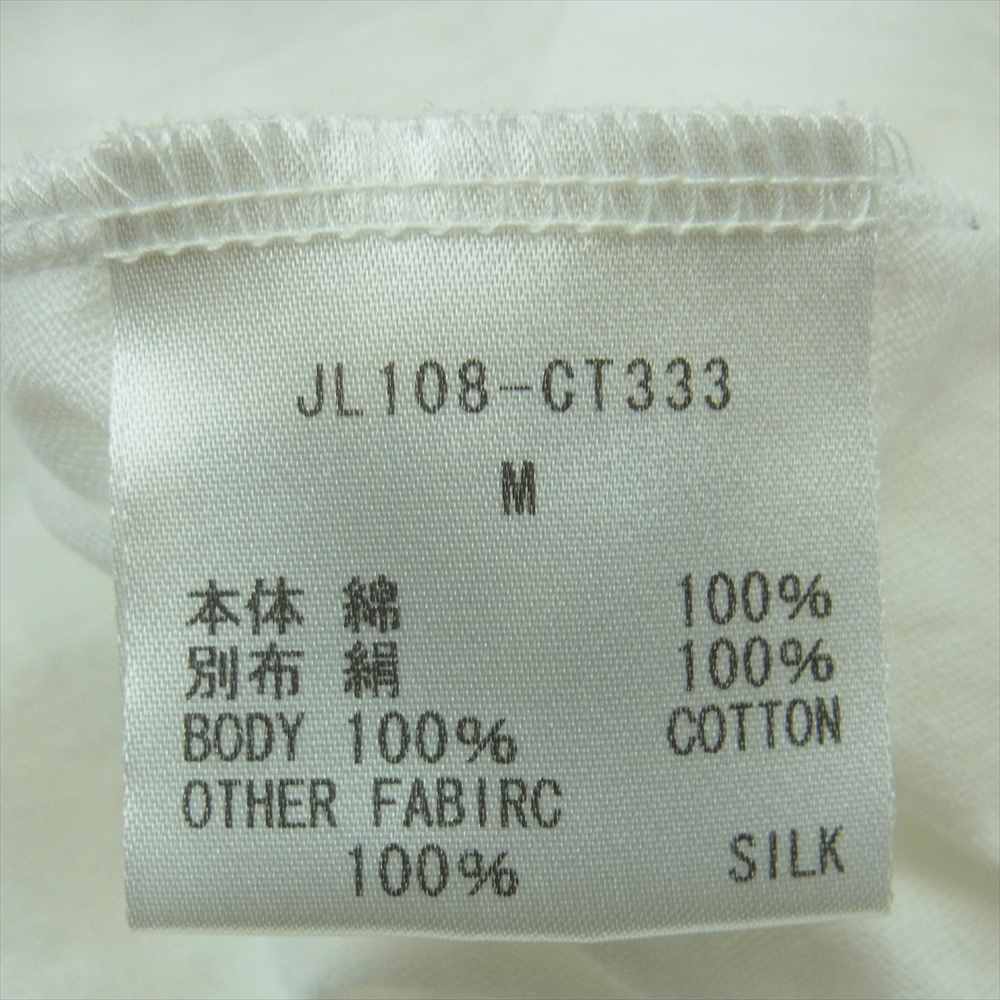 JL108-CT333
M
本体 綿 100%
別布 絹 100%
BODY 100% COTTON
OTHER FABIRC
100% SILK